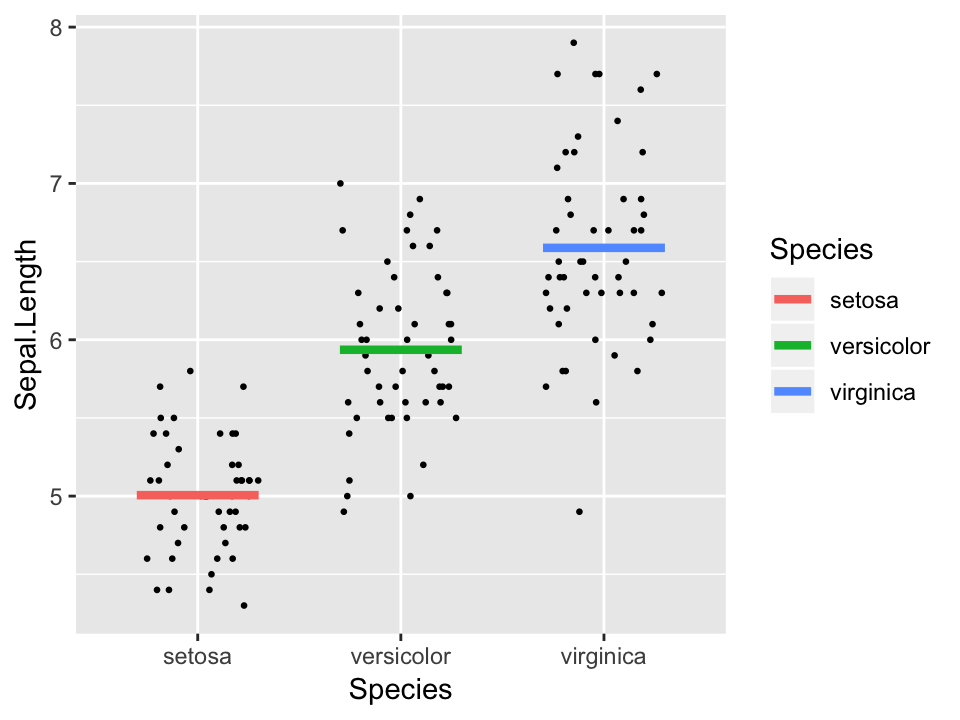 Sepal.Length
8
7
6
5
setosa
versicolor
virginica
Species
Species
setosa
versicolor
virginica